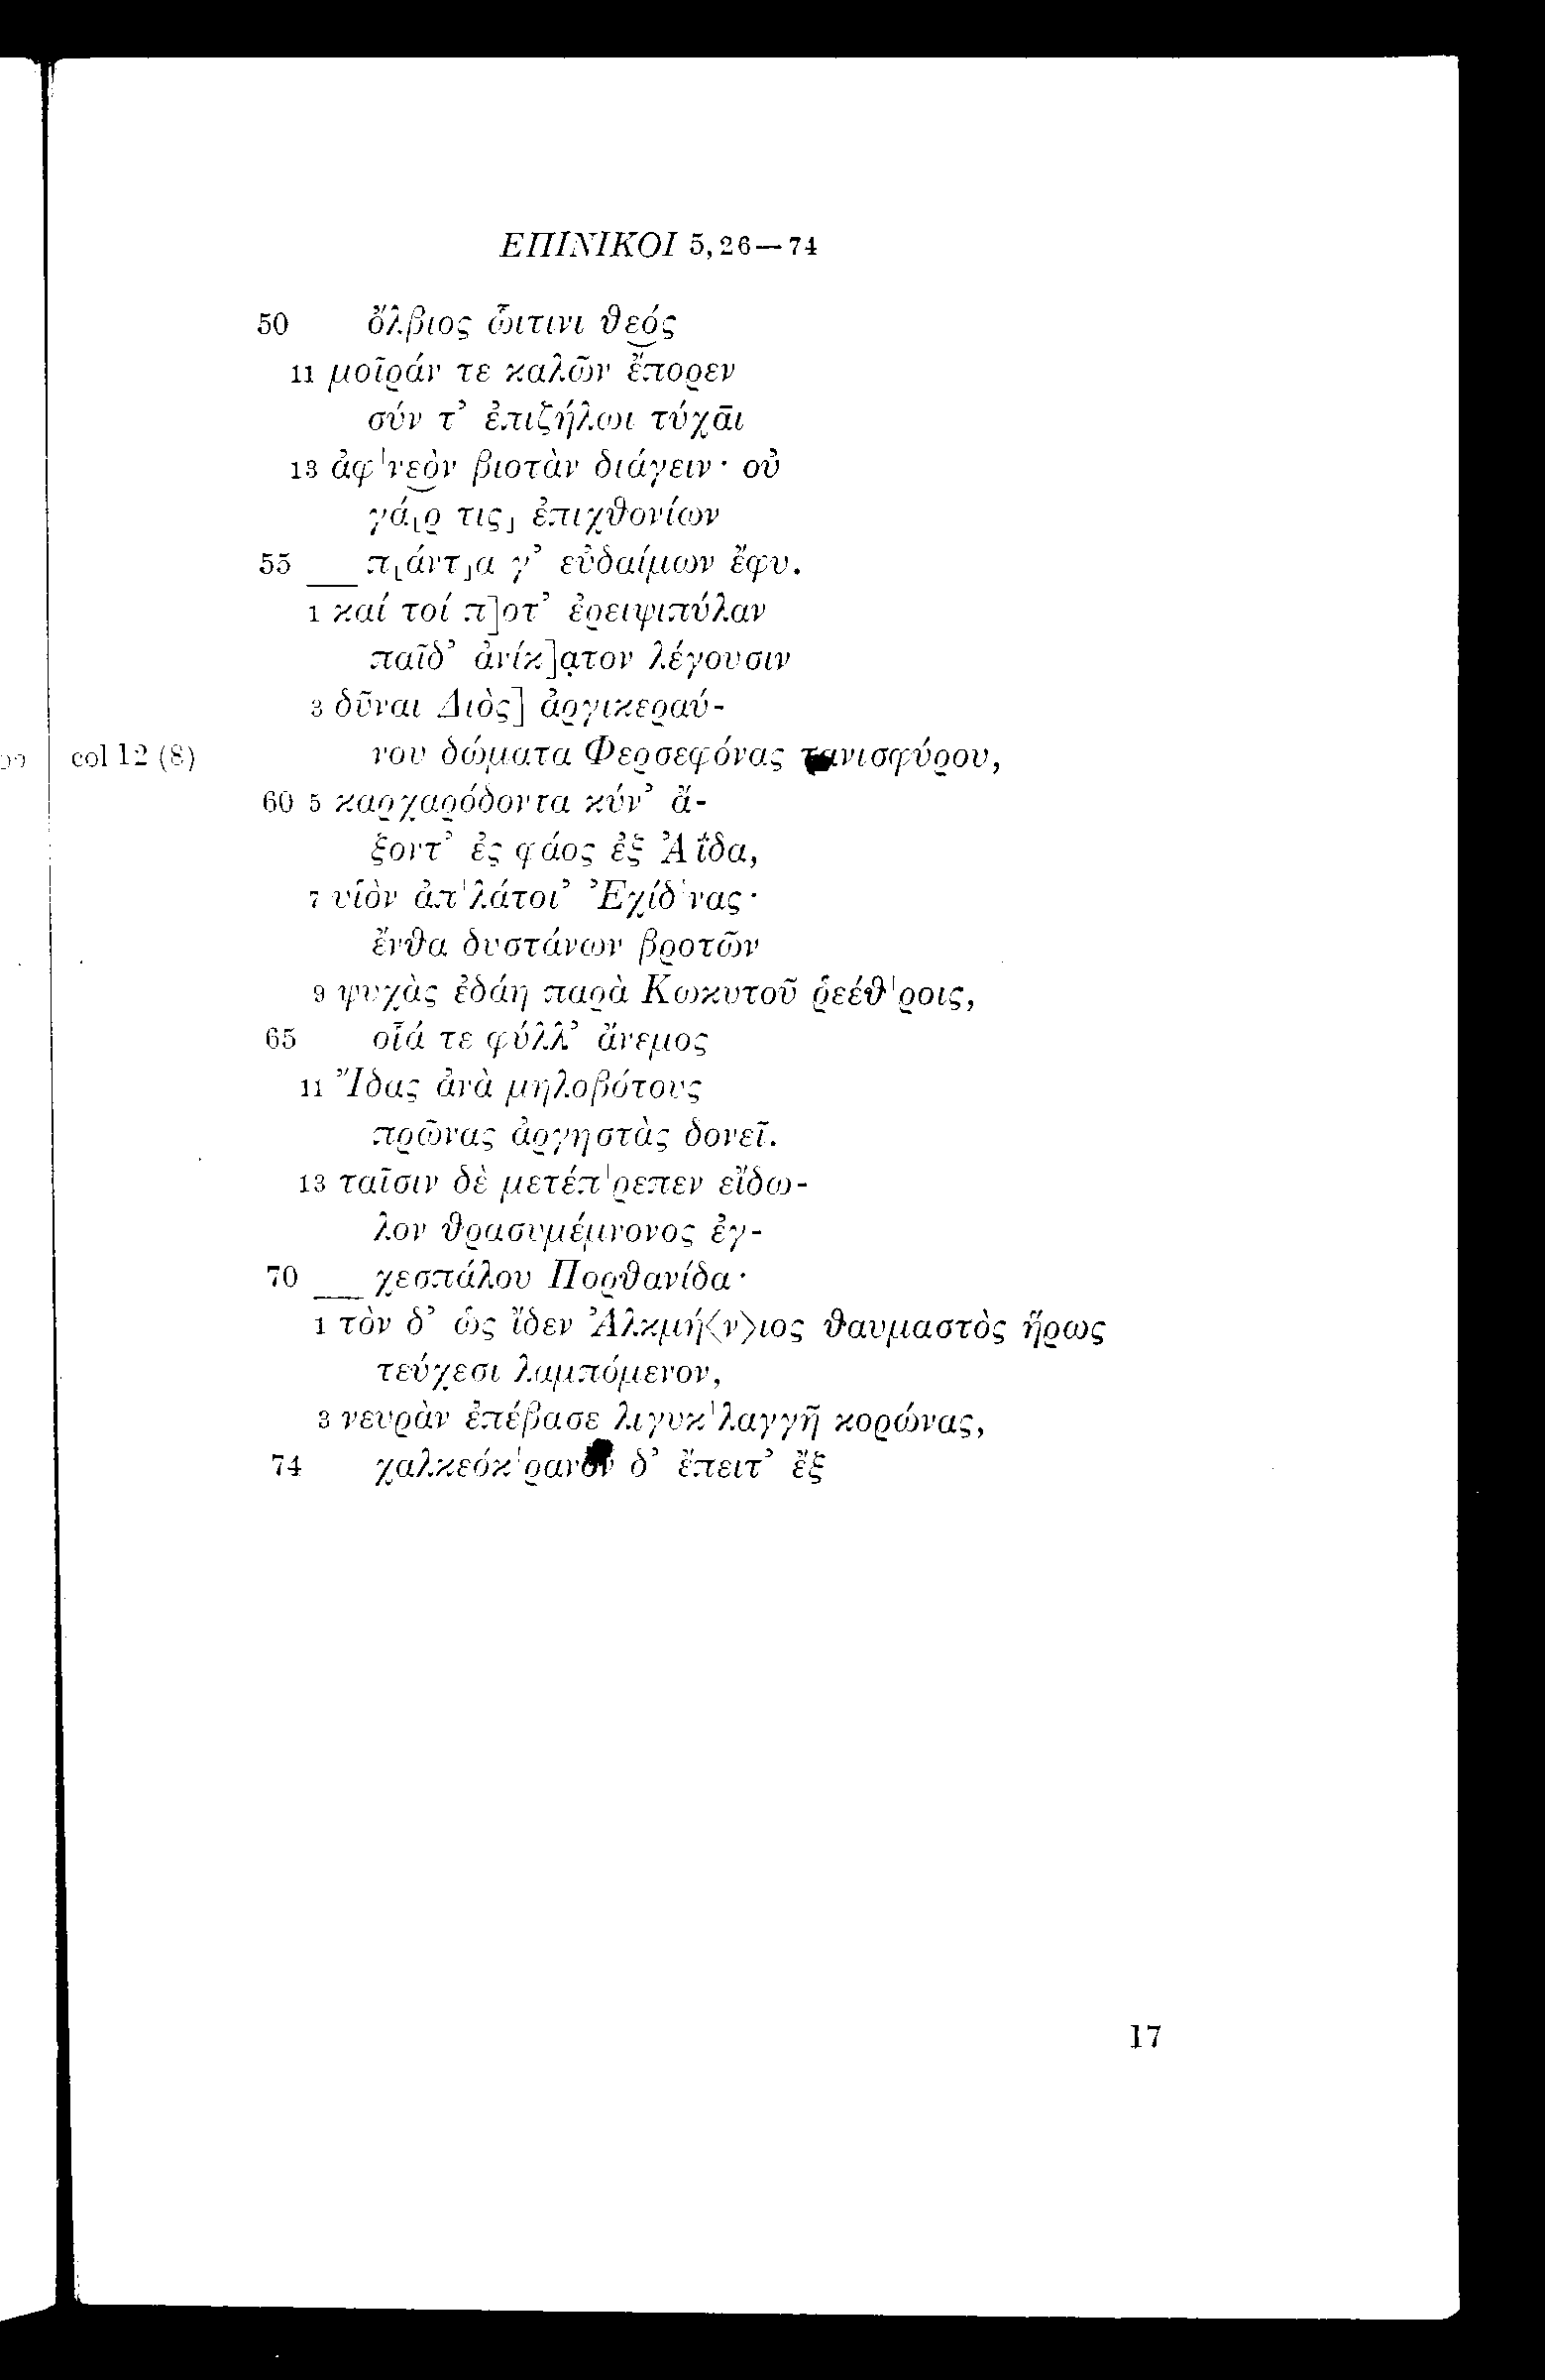 ΕΠΙΝΙΚΟΙ 5,26—74
50 ὄλβιος ὧιτινι θεός
11 μοῖράν τε καλῶν ἔπορεν
σύν τ’ ἐπιζήλωι τύχᾱι
13 ἀφ'νεὸν βιοτὰν διάγειν· οὐ
γά⸤ρ τις⸥ ἐπιχθονίων
55 π⸤άντ⸥α γ’ εὐδαίμων ἔφυ.
1 καί τοί π]οτ’ ἐρειψιπύλαν
παῖδ’ ἀνίκ]ạτον λέγουσιν
3 δῦναι Διὸς] ἀργικεραύ-
col 12 (8) νου δώματα Φερσεφόνας τανισφύρου,
60 5 καρχαρόδοντα κύν’ ἄ-
ξοντ’ ἐς φάος ἐξ Ἀΐδα,
7 υἱὸν ἀπ'λάτοι’ Ἐχίδ'νας·
ἔνθα δυστάνων βροτῶν
9 ψυχὰς ἐδάη παρὰ Κωκυτοῦ ῥεέθ'ροις,
65 οἷά τε φύλλ’ ἄνεμος
11 Ἴδας ἀνὰ μηλοβότους
πρῶνας ἀργηστὰς δονεῖ.
13 ταῖσιν δὲ μετέπ'ρεπεν εἴδω-
λον θρασυμέμνονος ἐγ-
70 χεσπάλου Πορθανίδα·
1 τὸν δ’ ὡς ἴδεν Ἀλκμή⟨ν⟩ιος θαυμαστὸς ἥρως
τεύχεσι λαμπόμενον,
3 νευρὰν ἐπέβασε λιγυκ'λαγγῆ κορώνας,
74 χαλκεόκ'ρανον δ’ ἔπειτ’ ἔξ
17